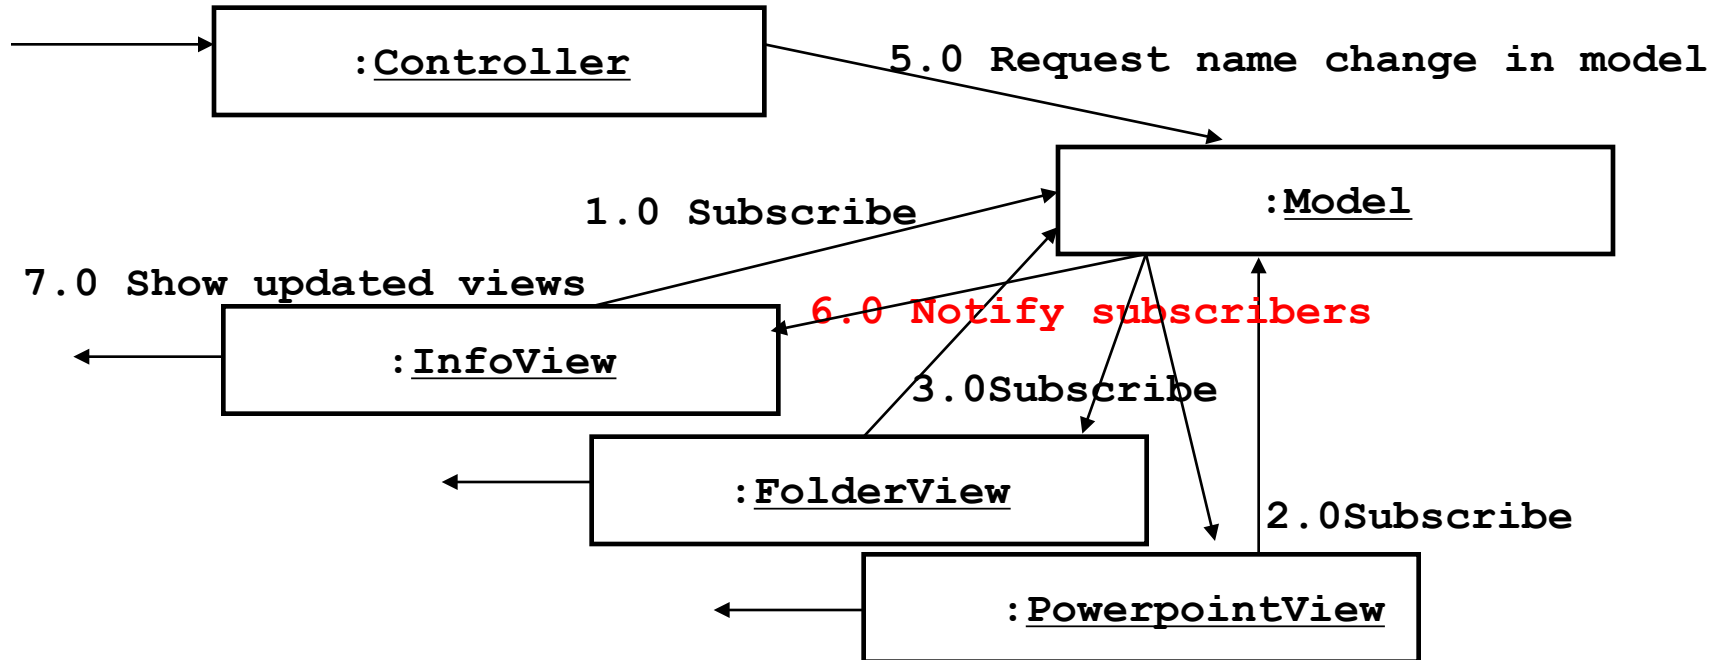 :Controller
5.0 Request name change in model
:Model
1.0 Subscribe
7.0 Show updated views
6.0 Notify subscribers
:InfoView
3.0Subscribe
:FolderView
2.0Subscribe
:PowerpointView